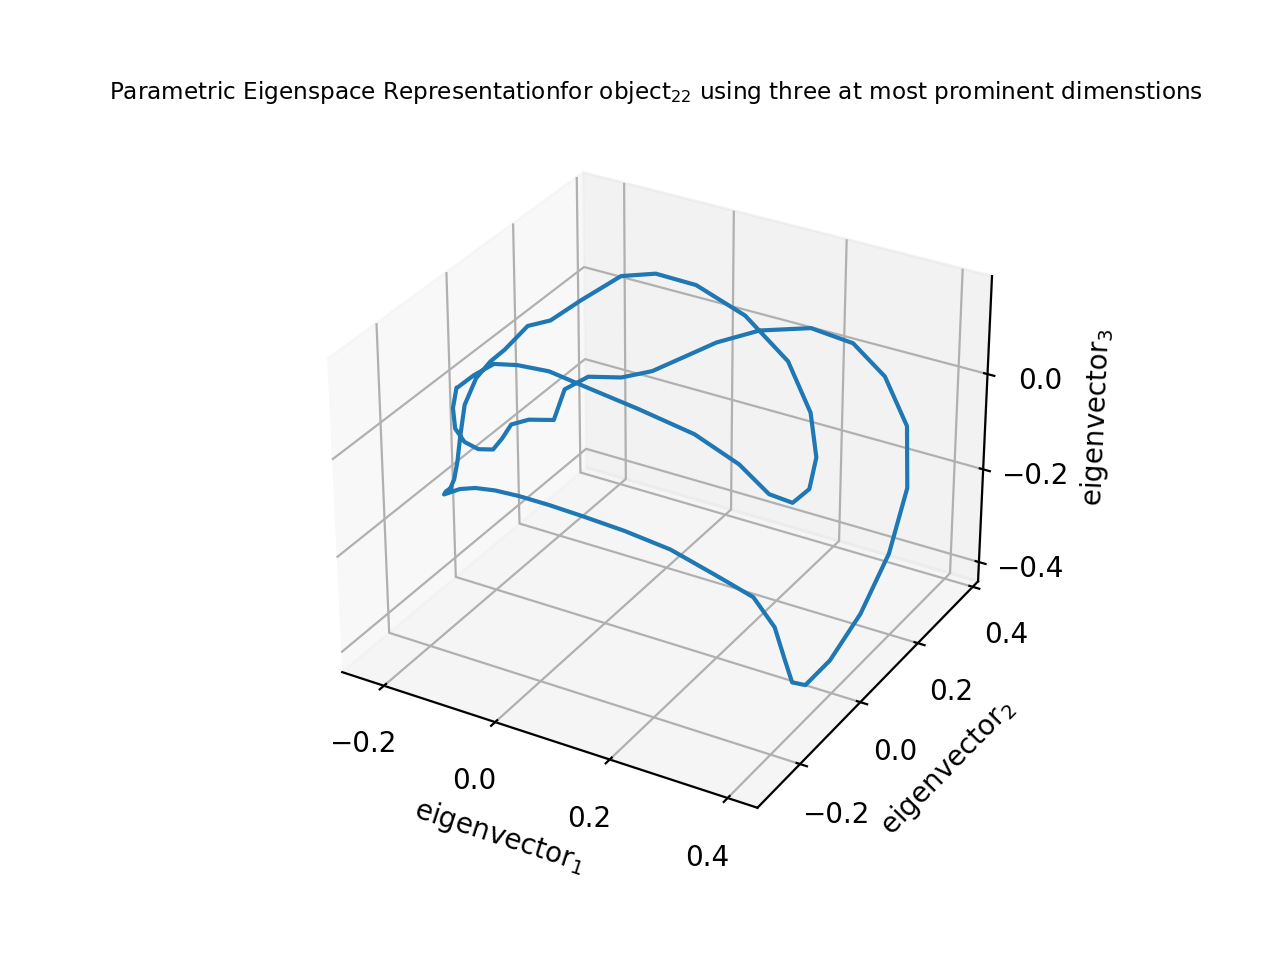 Parametric Eigenspace Representationfor object₂₂ using three at most prominent dimenstions
0.0
−0.2
−0.4
eigenvector₃
0.4
0.2
0.0
−0.2
eigenvector₂
−0.2
0.0
0.2
0.4
eigenvector₁